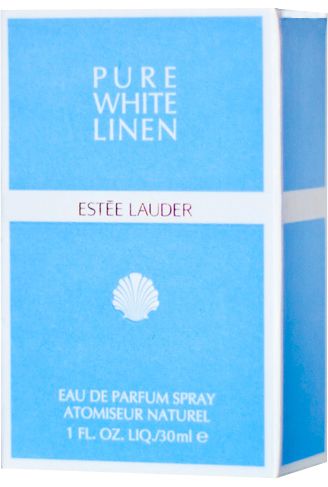 PURE
WHITE
LINEN
ESTĒE LAUDER
EAU DE PARFUM SPRAY
ATOMISEUR NATUREL
1 FL. OZ. LIQ./30ml ℮